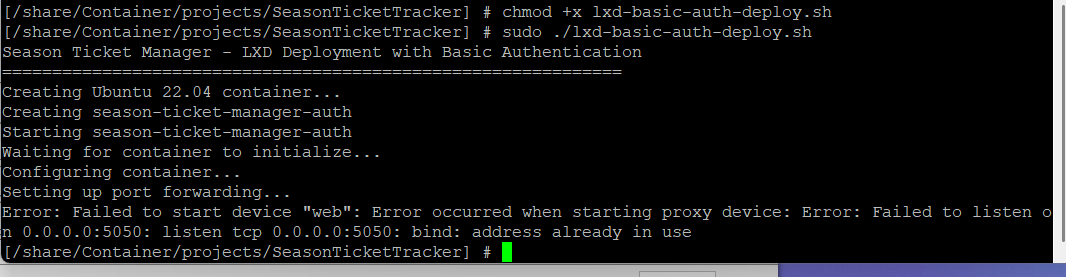 [/share/Container/projects/SeasonTicketTracker] # chmod +x lxd-basic-auth-deploy.sh
[/share/Container/projects/SeasonTicketTracker] # sudo ./lxd-basic-auth-deploy.sh
Season Ticket Manager - LXD Deployment with Basic Authentication
==============================================================
Creating Ubuntu 22.04 container...
Creating season-ticket-manager-auth
Starting season-ticket-manager-auth
Waiting for container to initialize...
Configuring container...
Setting up port forwarding...
Error: Failed to start device "web": Error occurred when starting proxy device: Error: Failed to listen o
n 0.0.0.0:5050: listen tcp 0.0.0.0:5050: bind: address already in use
[/share/Container/projects/SeasonTicketTracker] #